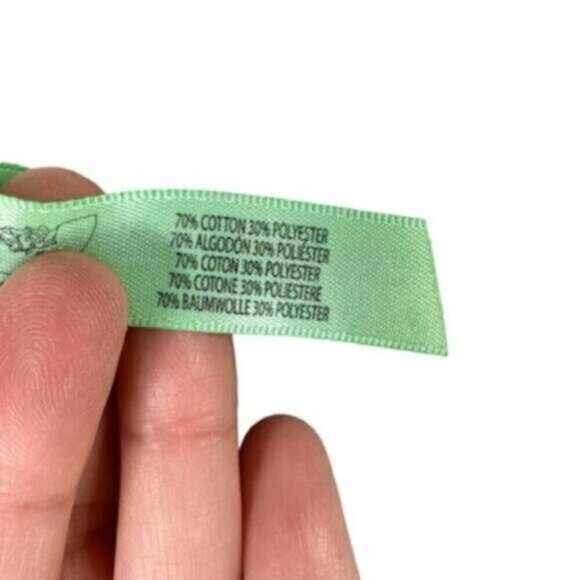 70% COTTON 30% POLYESTER
70% ALGODÓN 30% POLIÉSTER
70% COTON 30% POLYESTER
70% COTONE 30% POLIESTERE
70% BAUMWOLLE 30% POLYESTER